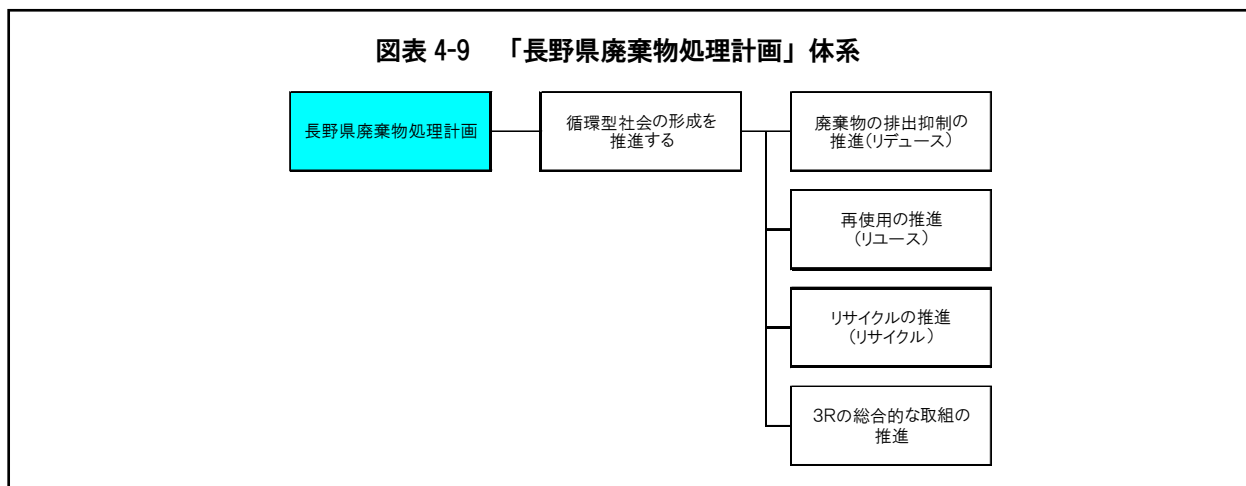 図表 4-9　「長野県廃棄物処理計画」体系
長野県廃棄物処理計画
循環型社会の形成を
推進する
廃棄物の排出抑制の
推進(リデュース)
再使用の推進
(リユース)
リサイクルの推進
(リサイクル)
3Rの総合的な取組の
推進